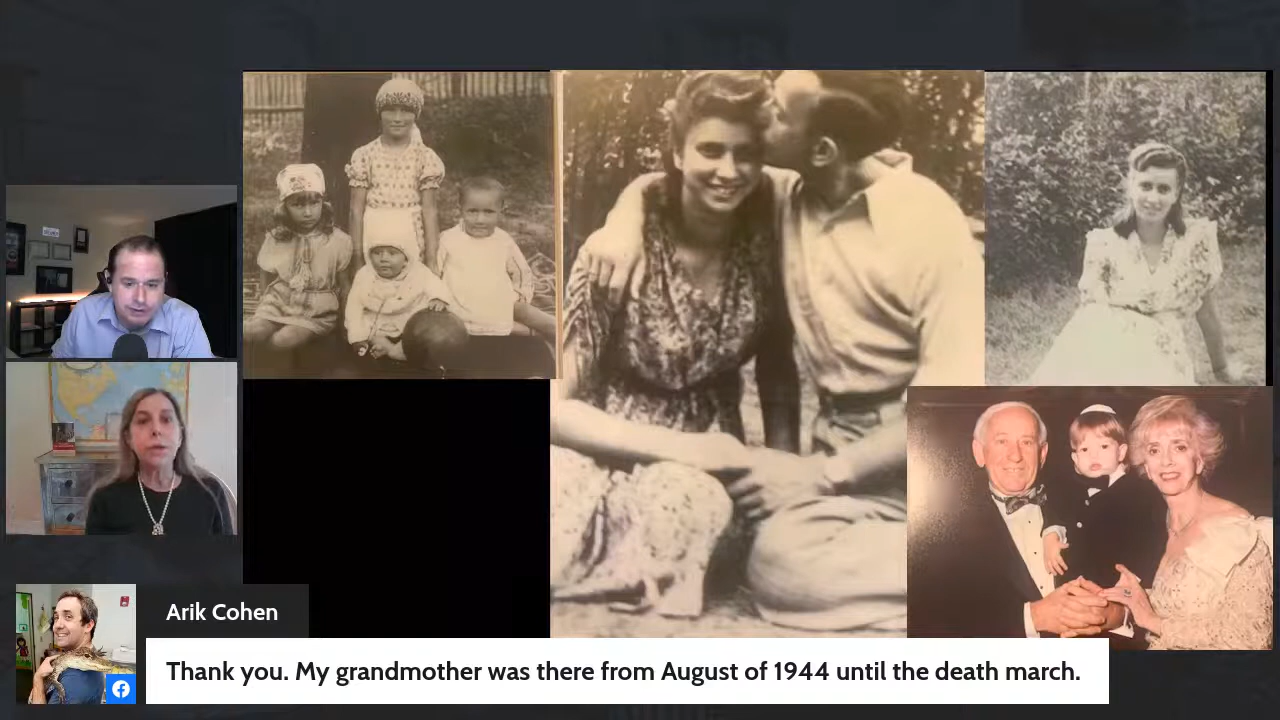 Arik Cohen
Thank you. My grandmother was there from August of 1944 until the death march.